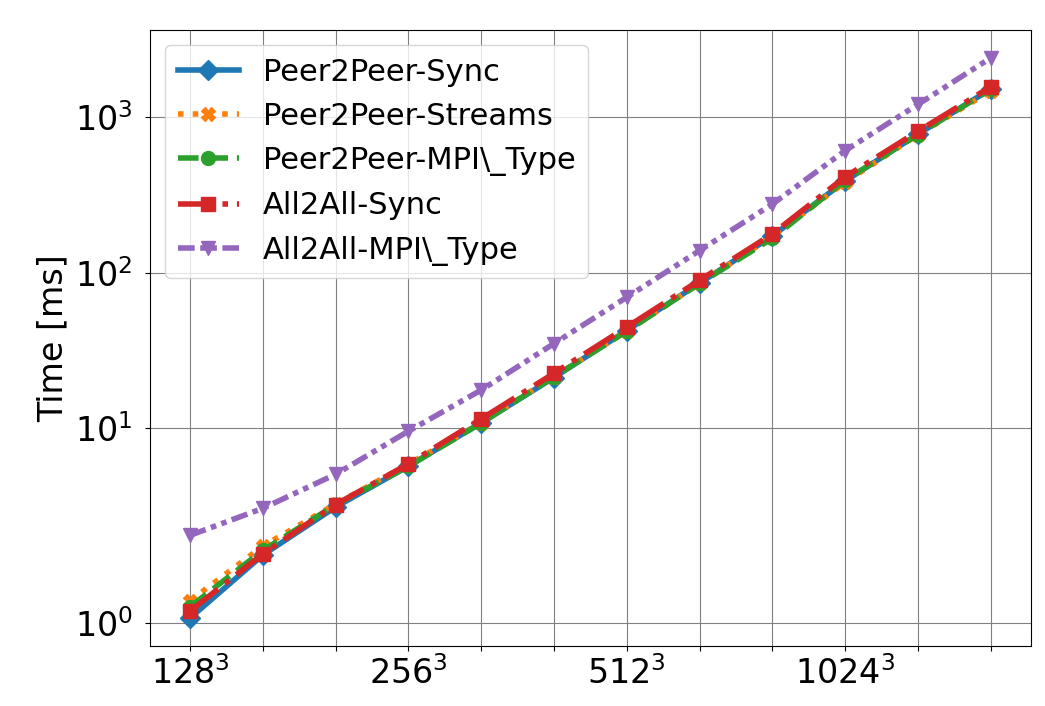 Peer2Peer-Sync
Peer2Peer-Streams
Peer2Peer-MPI\_Type
All2All-Sync
All2All-MPI\_Type
Time [ms]
10³
10²
10¹
10⁰
128³ 256³ 512³ 1024³